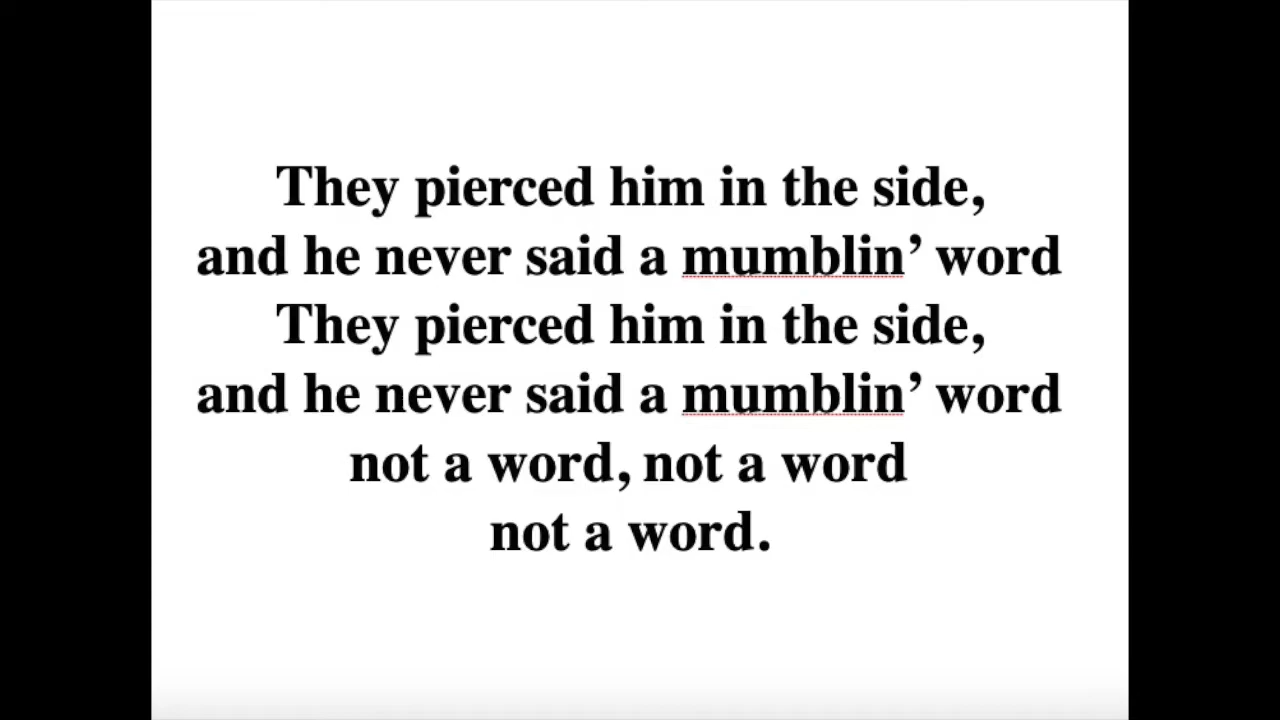 They pierced him in the side,
and he never said a mumblin’ word
They pierced him in the side,
and he never said a mumblin’ word
not a word, not a word
not a word.